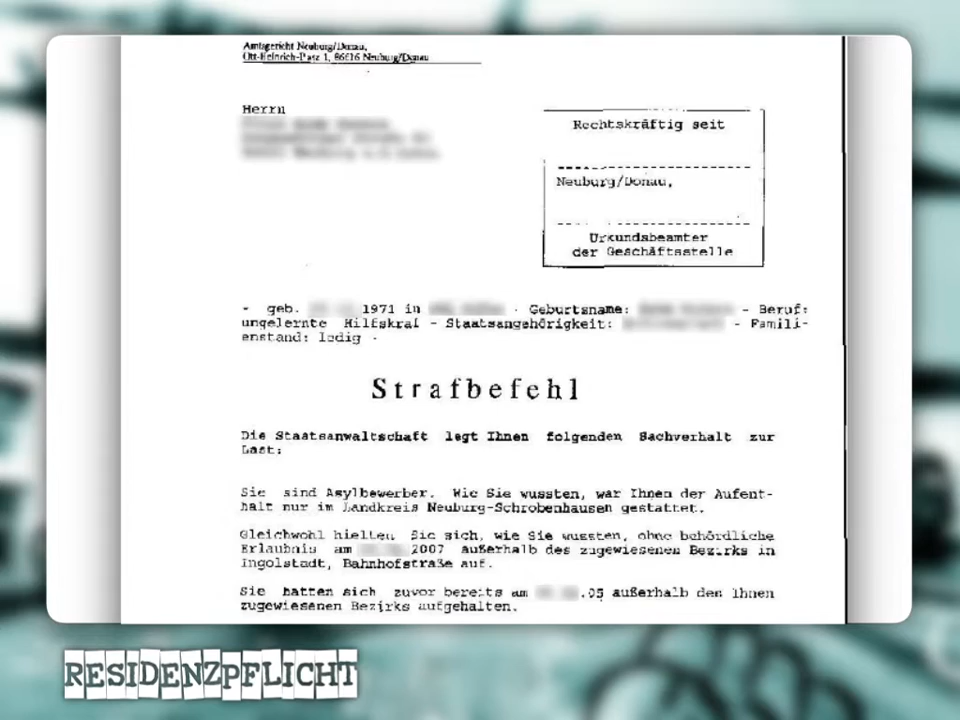 Amtsgericht Neuburg/Donau,
Ott-Heinrich-Platz 1, 86616 Neuburg/Donau
Herrn
Rechtskräftig seit
Neuburg/Donau,
Urkundsbeamter
der Geschäftsstelle
- geb. 1971 in - Geburtsname: - Beruf:
ungelernte Hilfskraf - Staatsangehörigkeit: - Famili-
enstand: ledig -
Strafbefehl
Die Staatsanwaltschaft legt Ihnen folgenden Sachverhalt zur
Last:
Sie sind Asylbewerber. Wie Sie wussten, war Ihnen der Aufent-
halt nur im Landkreis Neuburg-Schrobenhausen gestattet.
Gleichwohl hielten Sie sich, wie Sie wussten, ohne behördliche
Erlaubnis am 2007 außerhalb des zugewiesenen Bezirks in
Ingolstadt, Bahnhofstraße auf.
Sie hatten sich zuvor bereits am .05 außerhalb des Ihnen
zugewiesenen Bezirks aufgehalten.
RESIDENZPFLICHT